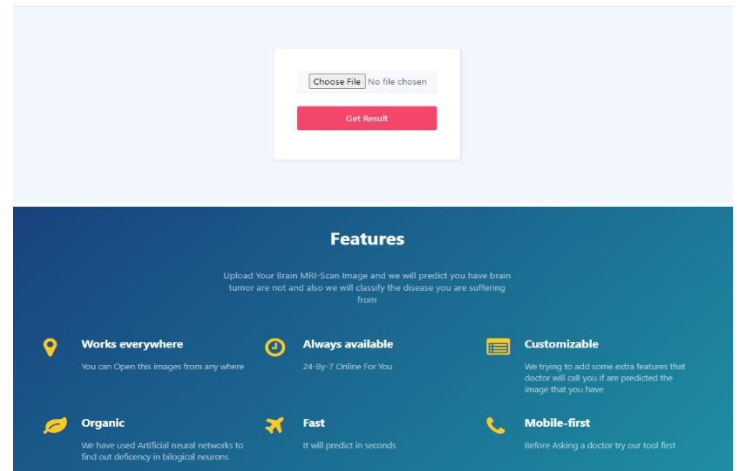 Choose File No file chosen
Get Result
Features
Upload Your Brain MRI-Scan Image and we will predict you have brain
tumor are not and also we will classify the disease you are suffering
from
Works everywhere
You can Open this images from any where
Always available
24-By-7 Online For You
Customizable
We trying to add some extra features that
doctor will call you if are predicted the
image that you have
Organic
We have used Artificial neural networks to
find out deficency in bilogical neurons
Fast
It will predict in seconds
Mobile-first
Before Asking a doctor try our tool first